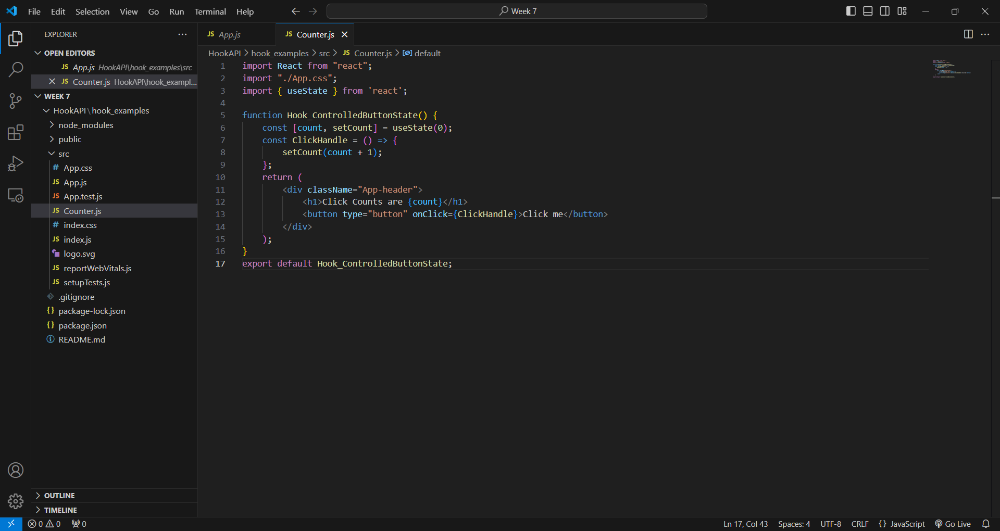 File Edit Selection View Go Run Terminal Help
Week 7
EXPLORER
OPEN EDITORS
JS App.js HookAPI\hook_examples\src
JS Counter.js HookAPI\hook_exampl...
WEEK 7
HookAPI\hook_examples
node_modules
public
src
# App.css
JS App.js
JS App.test.js
JS Counter.js
# index.css
JS index.js
logo.svg
JS reportWebVitals.js
JS setupTests.js
.gitignore
{} package-lock.json
{} package.json
README.md
OUTLINE
TIMELINE
JS App.js
JS Counter.js
HookAPI > hook_examples > src > JS Counter.js > default
1 import React from "react";
2 import "./App.css";
3 import { useState } from 'react';
4
5 function Hook_ControlledButtonState() {
6 const [count, setCount] = useState(0);
7 const ClickHandle = () => {
8 setCount(count + 1);
9 };
10 return (
11 <div className="App-header">
12 <h1>Click Counts are {count}</h1>
13 <button type="button" onClick={ClickHandle}>Click me</button>
14 </div>
15 );
16 }
17 export default Hook_ControlledButtonState;
0 0 0
Ln 17, Col 43 Spaces: 4 UTF-8 CRLF {} JavaScript Go Live